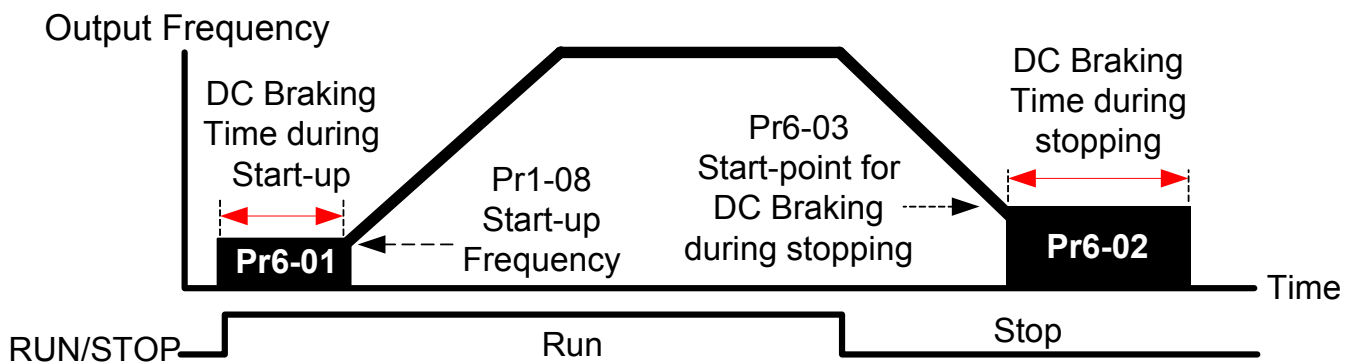 Output Frequency
DC Braking
Time during
Start-up
Pr6-01
Pr1-08
Start-up
Frequency
Pr6-03
Start-point for
DC Braking
during stopping
DC Braking
Time during
stopping
Pr6-02
Time
RUN/STOP
Run
Stop